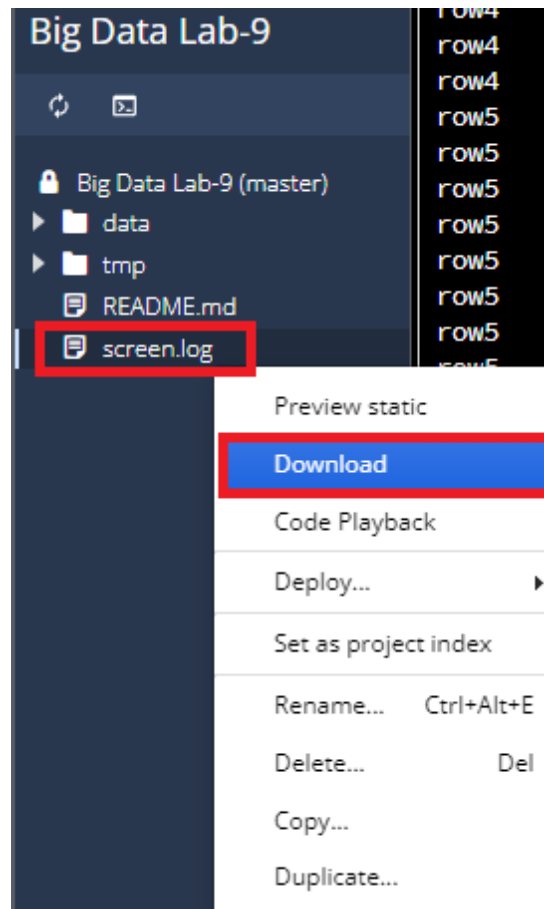 Big Data Lab-9
Big Data Lab-9 (master)
data
tmp
README.md
screen.log
row4
row4
row4
row5
row5
row5
row5
row5
row5
row5
row5
Preview static
Download
Code Playback
Deploy...
Set as project index
Rename... Ctrl+Alt+E
Delete... Del
Copy...
Duplicate...